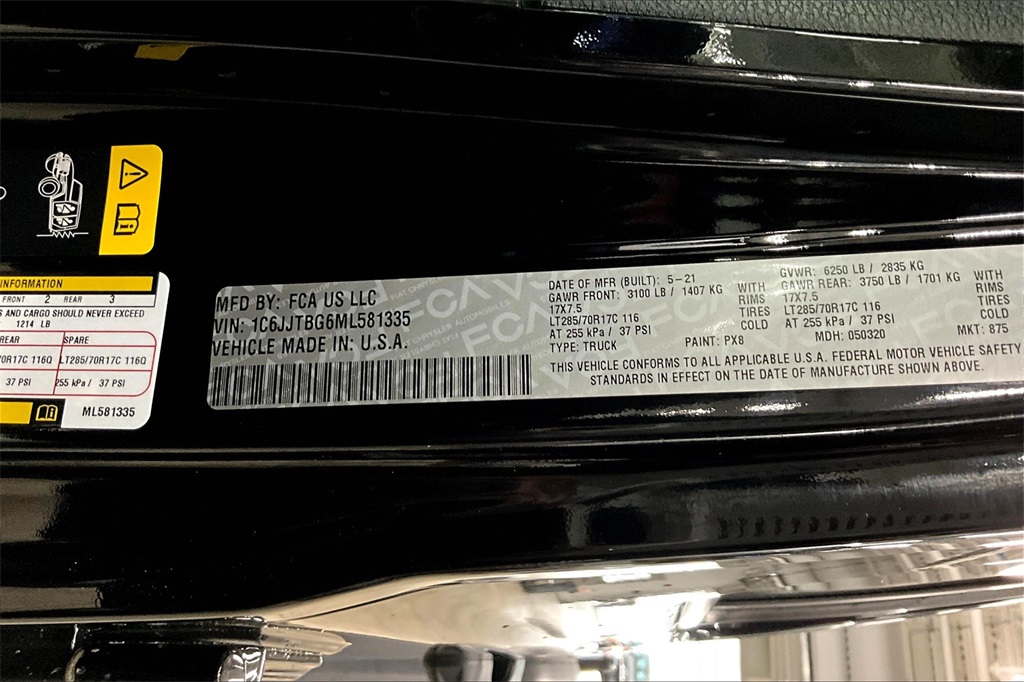 INFORMATION
FRONT 2 REAR 3
S AND CARGO SHOULD NEVER EXCEED
1214 LB
REAR SPARE
70R17C 116Q LT285/70R17C 116Q
37 PSI 255 kPa / 37 PSI
ML581335
MFD BY: FCA US LLC
VIN: 1C6JJTBG6ML581335
VEHICLE MADE IN: U.S.A.
DATE OF MFR (BUILT): 5-21 GVWR: 6250 LB / 2835 KG
GAWR FRONT: 3100 LB / 1407 KG WITH GAWR REAR: 3750 LB / 1701 KG WITH
17X7.5 RIMS 17X7.5 RIMS
LT285/70R17C 116 TIRES LT285/70R17C 116 TIRES
AT 255 kPa / 37 PSI COLD AT 255 kPa / 37 PSI COLD
TYPE: TRUCK PAINT: PX8 MDH: 050320 MKT: 875
THIS VEHICLE CONFORMS TO ALL APPLICABLE U.S.A. FEDERAL MOTOR VEHICLE SAFETY
STANDARDS IN EFFECT ON THE DATE OF MANUFACTURE SHOWN ABOVE.